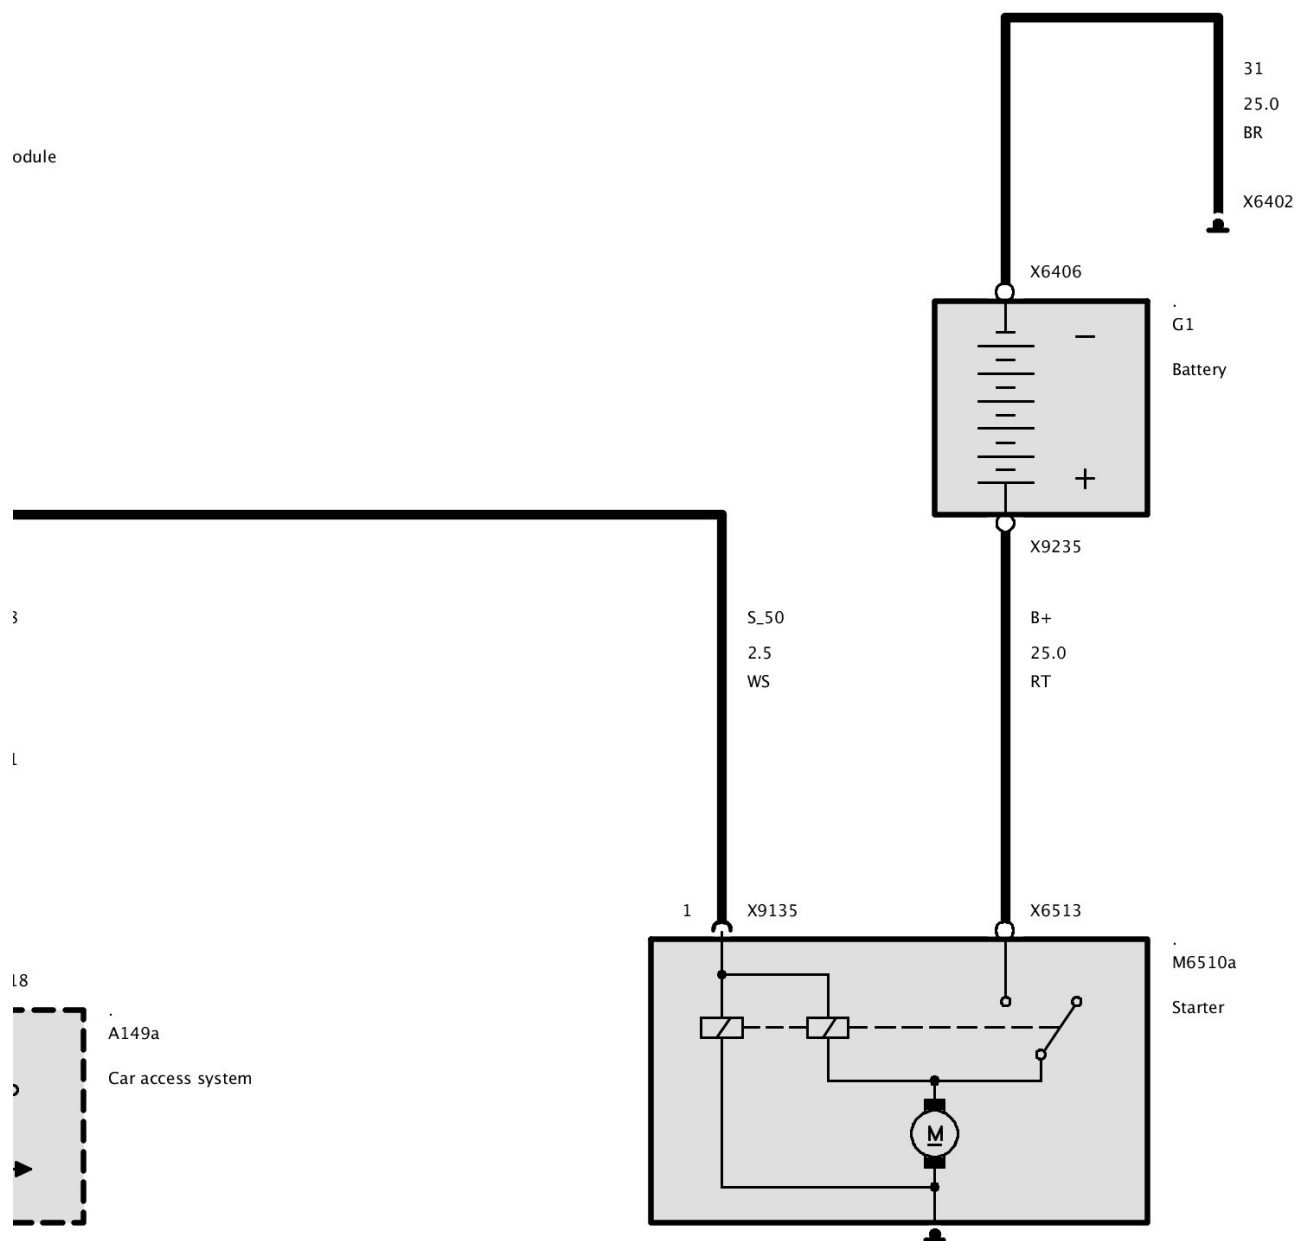 31
25.0
BR
odule
X6402
X6406
G1
−
Battery
+
X9235
S_50
B+
2.5
25.0
WS
RT
1
X9135
X6513
M6510a
18
Starter
A149a
Car access system
M